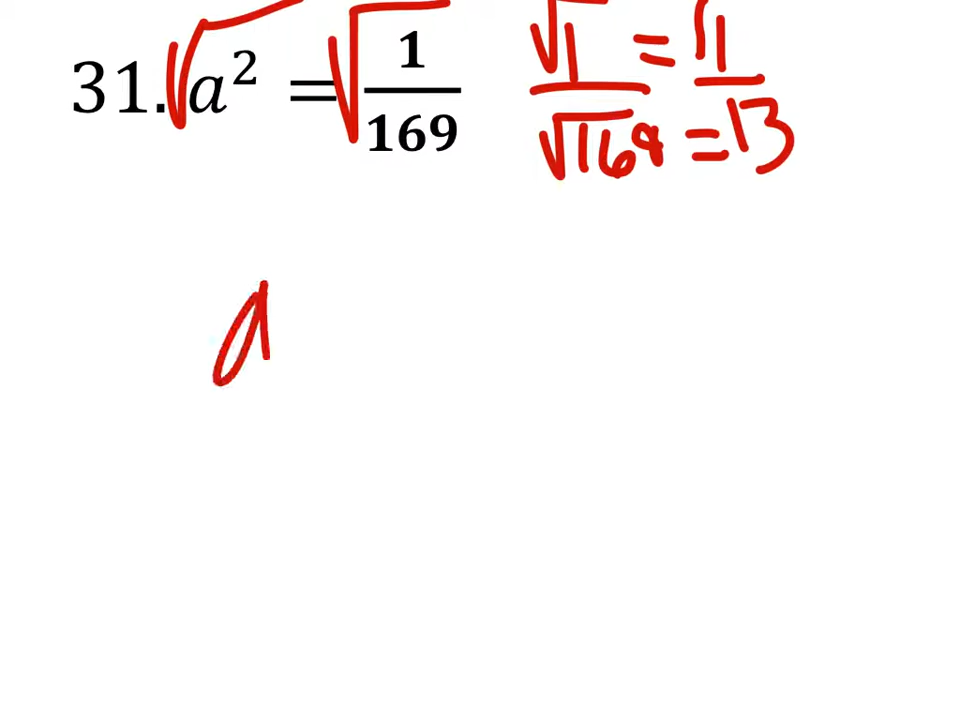 31. √a² = √1/169
√1/√169 = 1/13
a